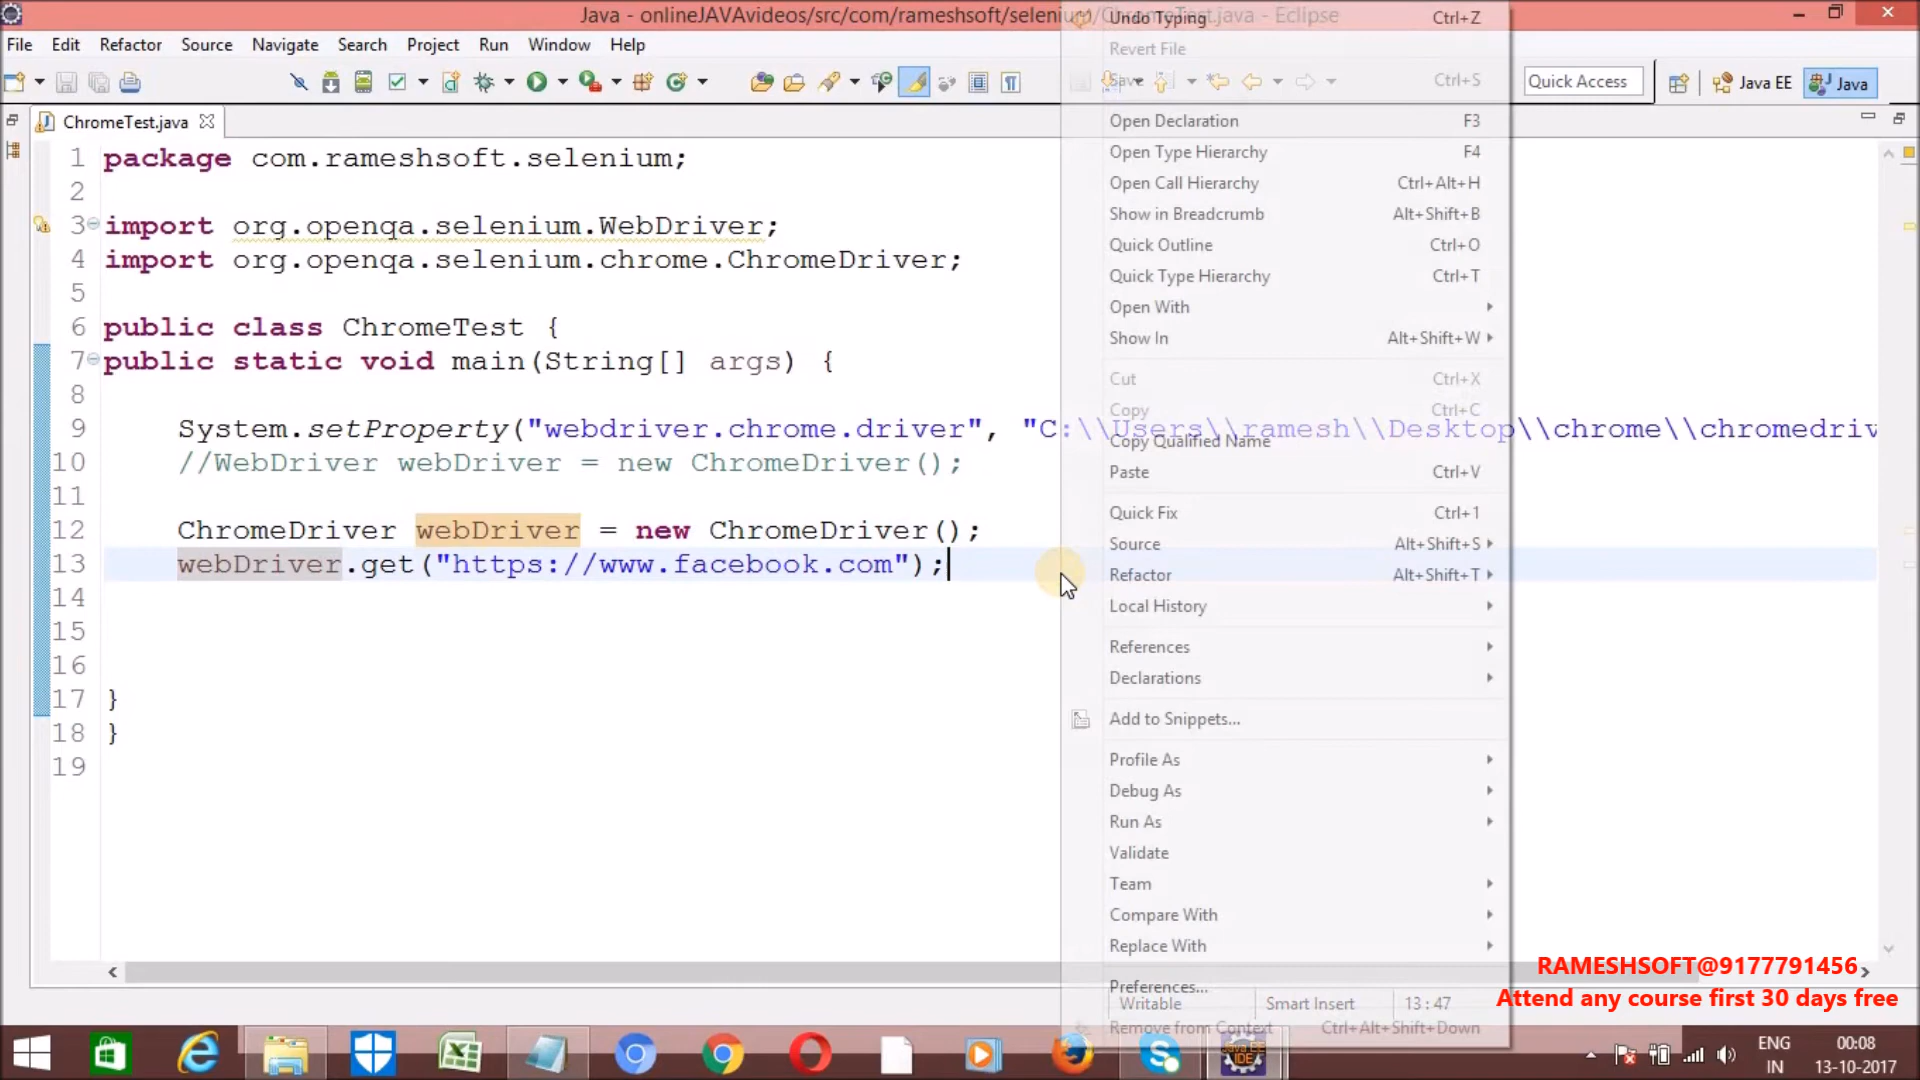 Java - onlineJAVAvideos/src/com/rameshsoft/selenium/ChromeTest.java - Eclipse
File Edit Refactor Source Navigate Search Project Run Window Help
Quick Access
Java EE
Java
ChromeTest.java
1 package com.rameshsoft.selenium;
2
3 import org.openqa.selenium.WebDriver;
4 import org.openqa.selenium.chrome.ChromeDriver;
5
6 public class ChromeTest {
7 public static void main(String[] args) {
8
9 System.setProperty("webdriver.chrome.driver", "C:\\Users\\ramesh\\Desktop\\chrome\\chromedriv
10 //WebDriver webDriver = new ChromeDriver();
11
12 ChromeDriver webDriver = new ChromeDriver();
13 webDriver.get("https://www.facebook.com");
14
15
16
17 }
18 }
19
Undo Typing Ctrl+Z
Revert File
Save Ctrl+S
Open Declaration F3
Open Type Hierarchy F4
Open Call Hierarchy Ctrl+Alt+H
Show in Breadcrumb Alt+Shift+B
Quick Outline Ctrl+O
Quick Type Hierarchy Ctrl+T
Open With
Show In Alt+Shift+W
Cut Ctrl+X
Copy Ctrl+C
Copy Qualified Name
Paste Ctrl+V
Quick Fix Ctrl+1
Source Alt+Shift+S
Refactor Alt+Shift+T
Local History
References
Declarations
Add to Snippets...
Profile As
Debug As
Run As
Validate
Team
Compare With
Replace With
Preferences...
Remove from Context Ctrl+Alt+Shift+Down
Writable Smart Insert 13 : 47
RAMESHSOFT@9177791456
Attend any course first 30 days free
Java EE
IDE
ENG
IN
00:08
13-10-2017